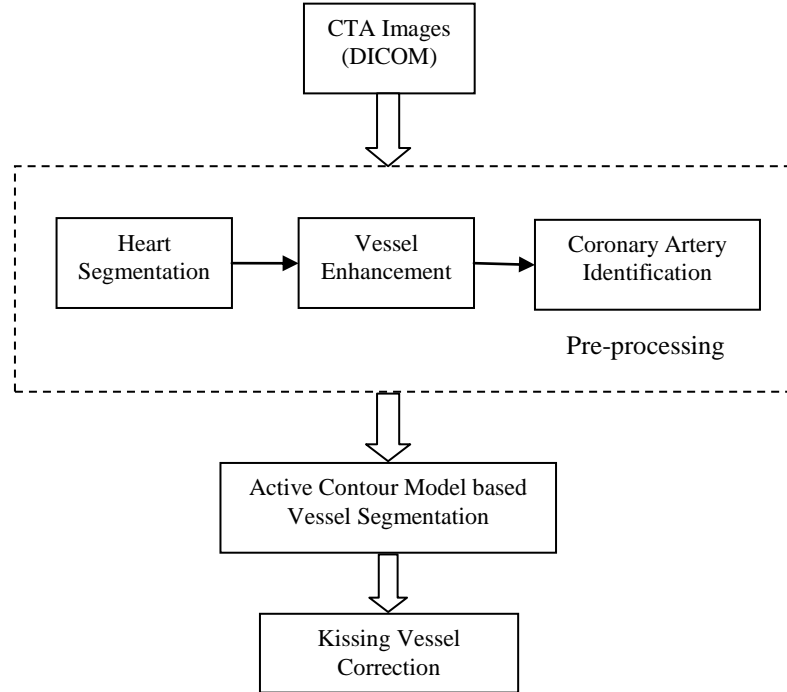 CTA Images
(DICOM)
Heart
Segmentation
Vessel
Enhancement
Coronary Artery
Identification
Pre-processing
Active Contour Model based
Vessel Segmentation
Kissing Vessel
Correction